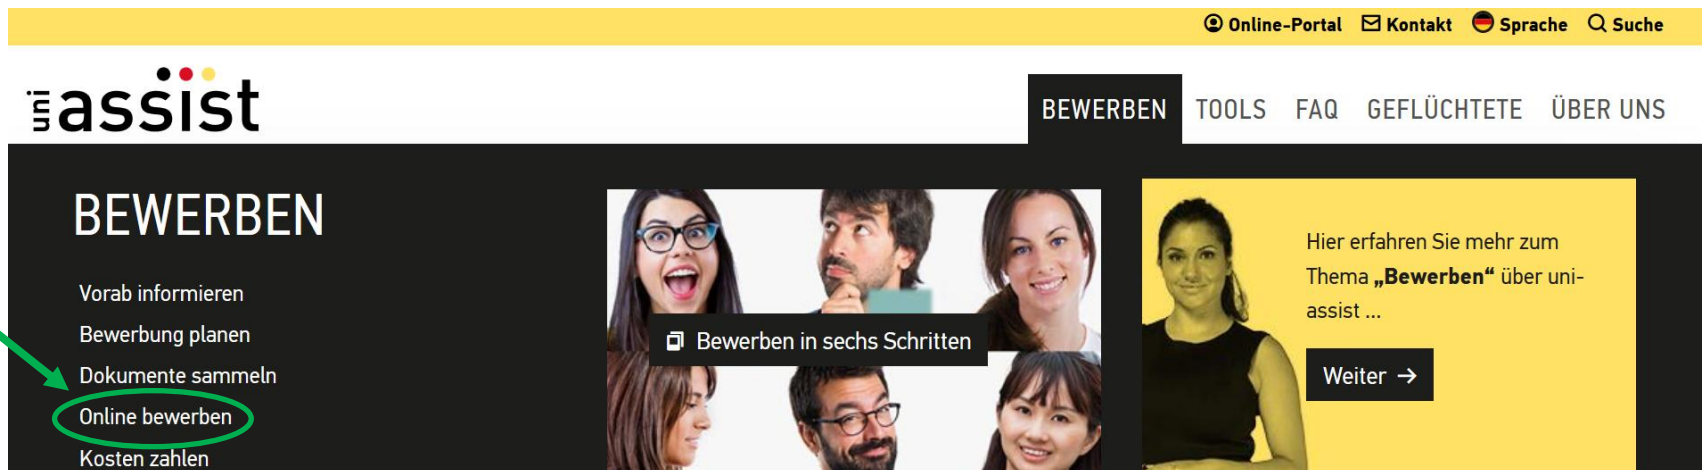 Online-Portal Kontakt Sprache Suche
uni assist
BEWERBEN TOOLS FAQ GEFLÜCHTETE ÜBER UNS
BEWERBEN
Vorab informieren
Bewerbung planen
Dokumente sammeln
Online bewerben
Kosten zahlen
Bewerben in sechs Schritten
Hier erfahren Sie mehr zum
Thema „Bewerben“ über uni-
assist ...
Weiter →